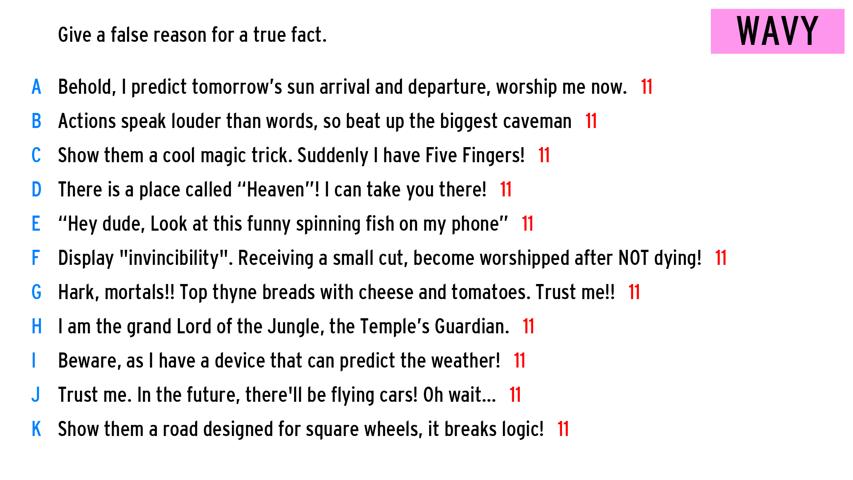 Give a false reason for a true fact.
WAVY
A Behold, I predict tomorrow's sun arrival and departure, worship me now. 11
B Actions speak louder than words, so beat up the biggest caveman 11
C Show them a cool magic trick. Suddenly I have Five Fingers! 11
D There is a place called “Heaven”! I can take you there! 11
E “Hey dude, Look at this funny spinning fish on my phone” 11
F Display "invincibility". Receiving a small cut, become worshipped after NOT dying! 11
G Hark, mortals!! Top thyne breads with cheese and tomatoes. Trust me!! 11
H I am the grand Lord of the Jungle, the Temple’s Guardian. 11
I Beware, as I have a device that can predict the weather! 11
J Trust me. In the future, there'll be flying cars! Oh wait... 11
K Show them a road designed for square wheels, it breaks logic! 11